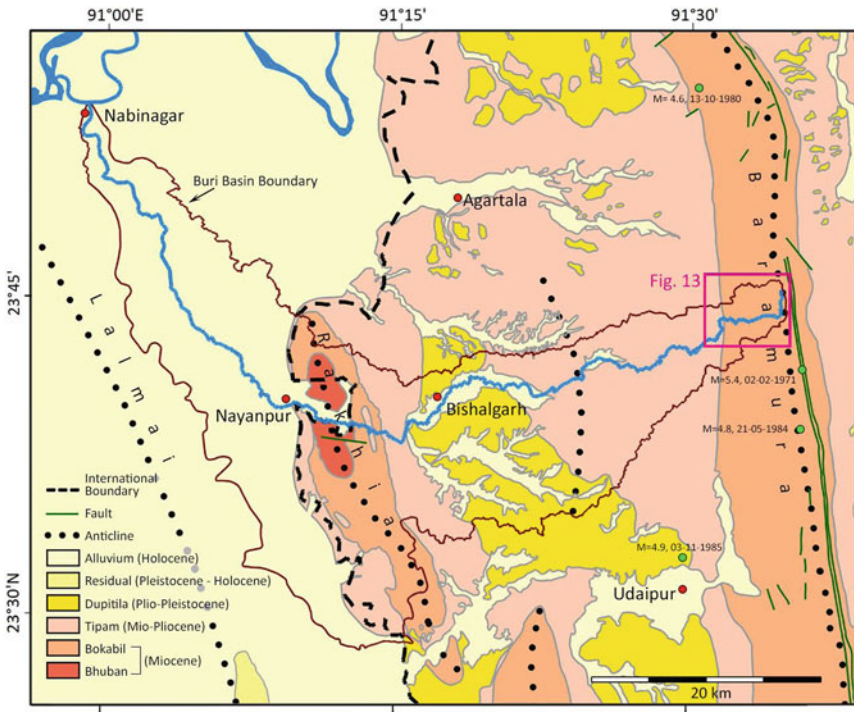 91°00'E
91°15'
91°30'
Nabinagar
M= 4.6, 13-10-1980
Buri Basin Boundary
Agartala
Baramura
23°45'
Fig. 13
Lalmai
Rakhia
M=5.4, 02-02-1971
Nayanpur
Bishalgarh
M=4.8, 21-05-1984
International
Boundary
Fault
Anticline
Alluvium (Holocene)
M=4.9, 03-11-1985
Residual (Pleistocene - Holocene)
Udaipur
Dupitila (Plio-Pleistocene)
23°30'N
Tipam (Mio-Pliocene)
Bokabil
(Miocene)
Bhuban
20 km